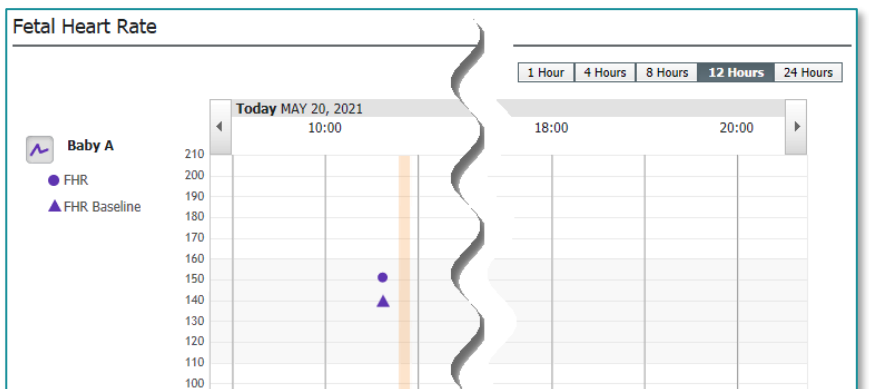 Fetal Heart Rate
1 Hour 4 Hours 8 Hours 12 Hours 24 Hours
Today MAY 20, 2021
10:00 18:00 20:00
Baby A
FHR
FHR Baseline
210
200
190
180
170
160
150
140
130
120
110
100